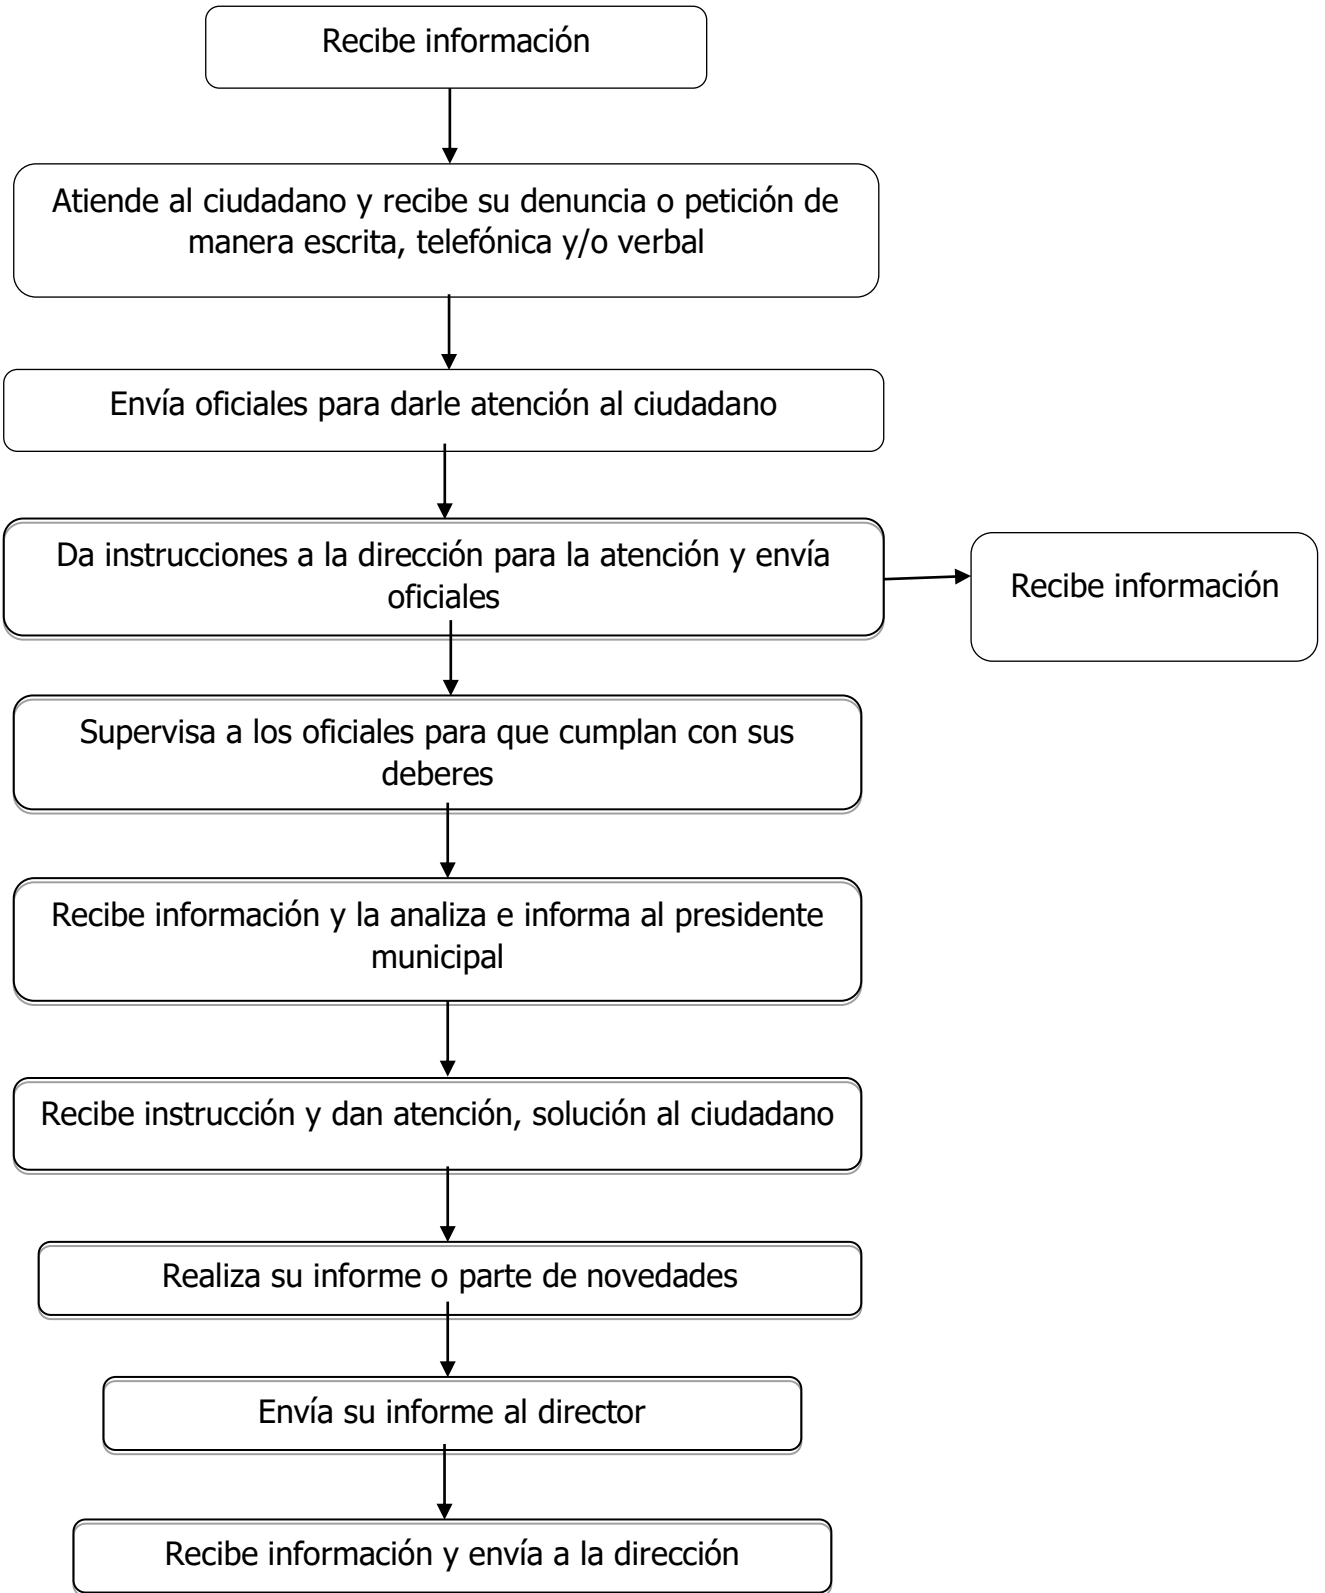 Recibe información
Atiende al ciudadano y recibe su denuncia o petición de
manera escrita, telefónica y/o verbal
Envía oficiales para darle atención al ciudadano
Da instrucciones a la dirección para la atención y envía
oficiales
Recibe información
Supervisa a los oficiales para que cumplan con sus
deberes
Recibe información y la analiza e informa al presidente
municipal
Recibe instrucción y dan atención, solución al ciudadano
Realiza su informe o parte de novedades
Envía su informe al director
Recibe información y envía a la dirección